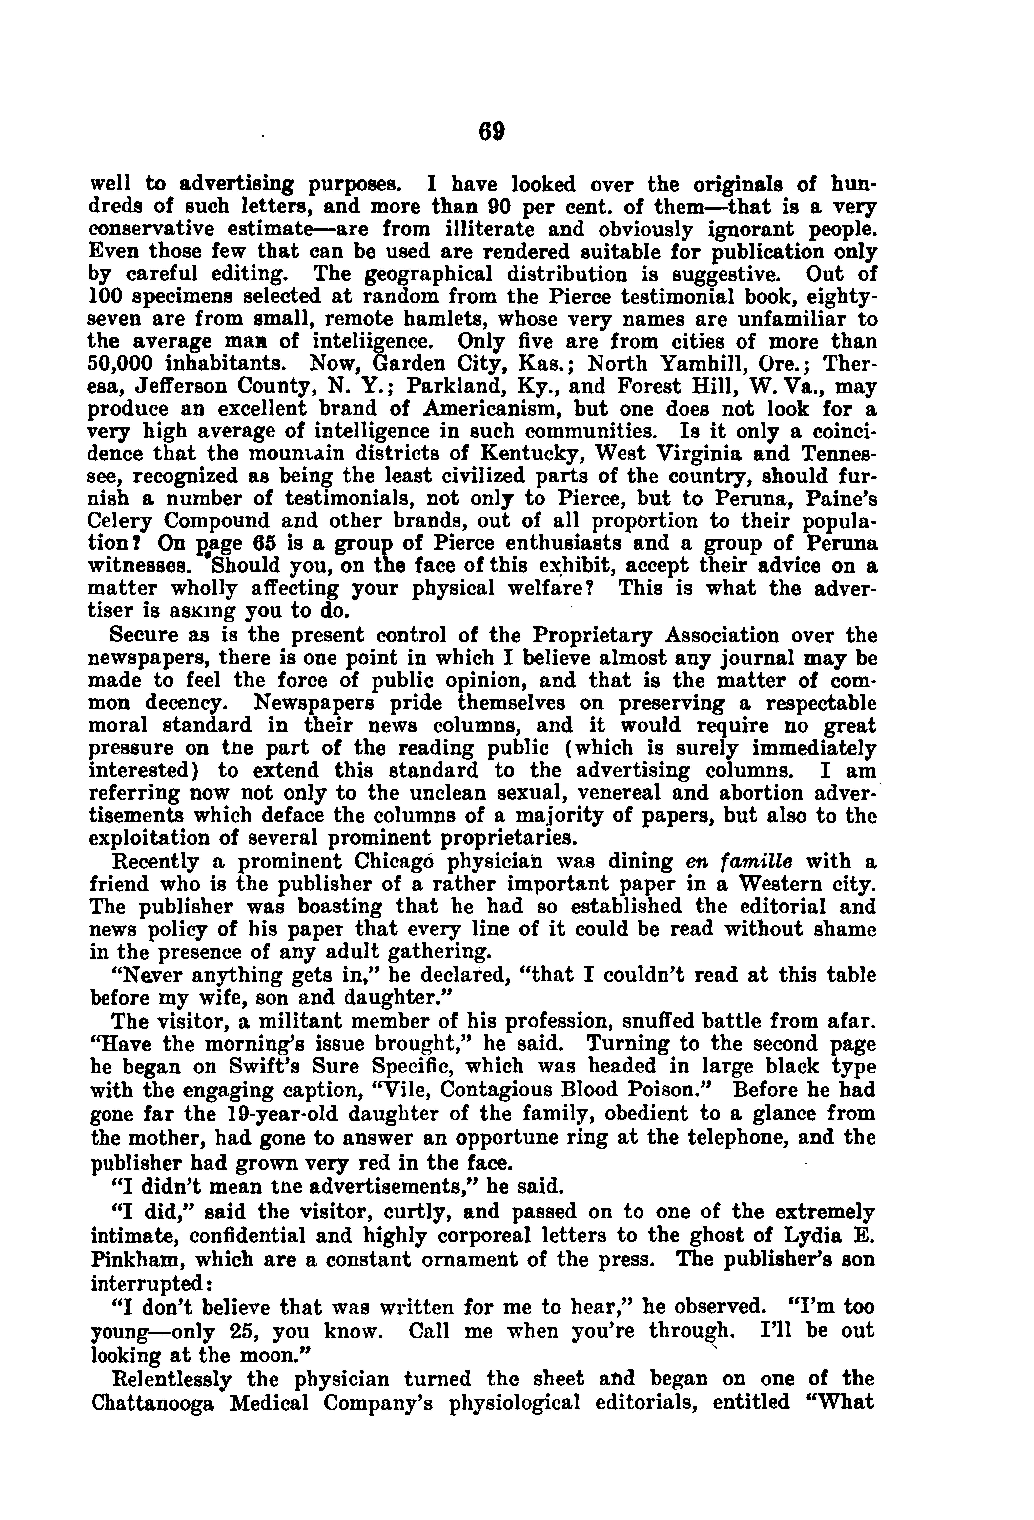 69
well to advertising purposes. I have looked over the originals of hun-
dreds of such letters, and more than 90 per cent. of them—that is a very
conservative estimate—are from illiterate and obviously ignorant people.
Even those few that can be used are rendered suitable for publication only
by careful editing. The geographical distribution is suggestive. Out of
100 specimens selected at random from the Pierce testimonial book, eighty-
seven are from small, remote hamlets, whose very names are unfamiliar to
the average man of inteliigence. Only five are from cities of more than
50,000 inhabitants. Now, Garden City, Kas.; North Yamhill, Ore.; Ther-
esa, Jefferson County, N. Y.; Parkland, Ky., and Forest Hill, W. Va., may
produce an excellent brand of Americanism, but one does not look for a
very high average of intelligence in such communities. Is it only a coinci-
dence that the mountain districts of Kentucky, West Virginia and Tennes-
see, recognized as being the least civilized parts of the country, should fur-
nish a number of testimonials, not only to Pierce, but to Peruna, Paine's
Celery Compound and other brands, out of all proportion to their popula-
tion? On page 65 is a group of Pierce enthusiasts and a group of Peruna
witnesses. Should you, on the face of this exhibit, accept their advice on a
matter wholly affecting your physical welfare? This is what the adver-
tiser is asking you to do.
Secure as is the present control of the Proprietary Association over the
newspapers, there is one point in which I believe almost any journal may be
made to feel the force of public opinion, and that is the matter of com-
mon decency. Newspapers pride themselves on preserving a respectable
moral standard in their news columns, and it would require no great
pressure on the part of the reading public (which is surely immediately
interested) to extend this standard to the advertising columns. I am
referring now not only to the unclean sexual, venereal and abortion adver-
tisements which deface the columns of a majority of papers, but also to the
exploitation of several prominent proprietaries.
Recently a prominent Chicago physician was dining en famille with a
friend who is the publisher of a rather important paper in a Western city.
The publisher was boasting that he had so established the editorial and
news policy of his paper that every line of it could be read without shame
in the presence of any adult gathering.
"Never anything gets in," he declared, "that I couldn't read at this table
before my wife, son and daughter."
The visitor, a militant member of his profession, snuffed battle from afar.
"Have the morning's issue brought," he said. Turning to the second page
he began on Swift's Sure Specific, which was headed in large black type
with the engaging caption, "Vile, Contagious Blood Poison." Before he had
gone far the 19-year-old daughter of the family, obedient to a glance from
the mother, had gone to answer an opportune ring at the telephone, and the
publisher had grown very red in the face.
"I didn't mean the advertisements," he said.
"I did," said the visitor, curtly, and passed on to one of the extremely
intimate, confidential and highly corporeal letters to the ghost of Lydia E.
Pinkham, which are a constant ornament of the press. The publisher's son
interrupted:
"I don't believe that was written for me to hear," he observed. "I'm too
young—only 25, you know. Call me when you're through. I'll be out
looking at the moon."
Relentlessly the physician turned the sheet and began on one of the
Chattanooga Medical Company's physiological editorials, entitled "What